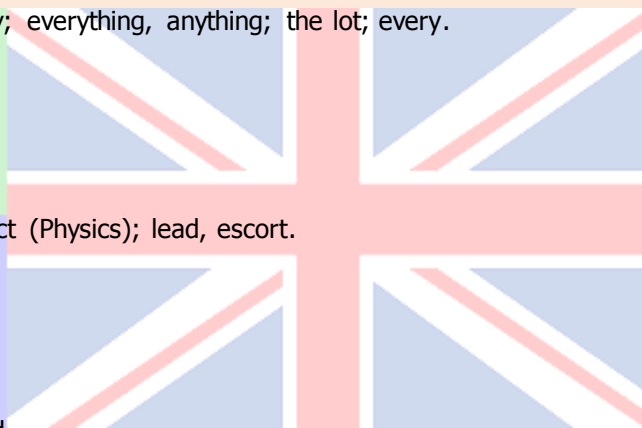 ; everything, anything; the lot; every.
ct (Physics); lead, escort.